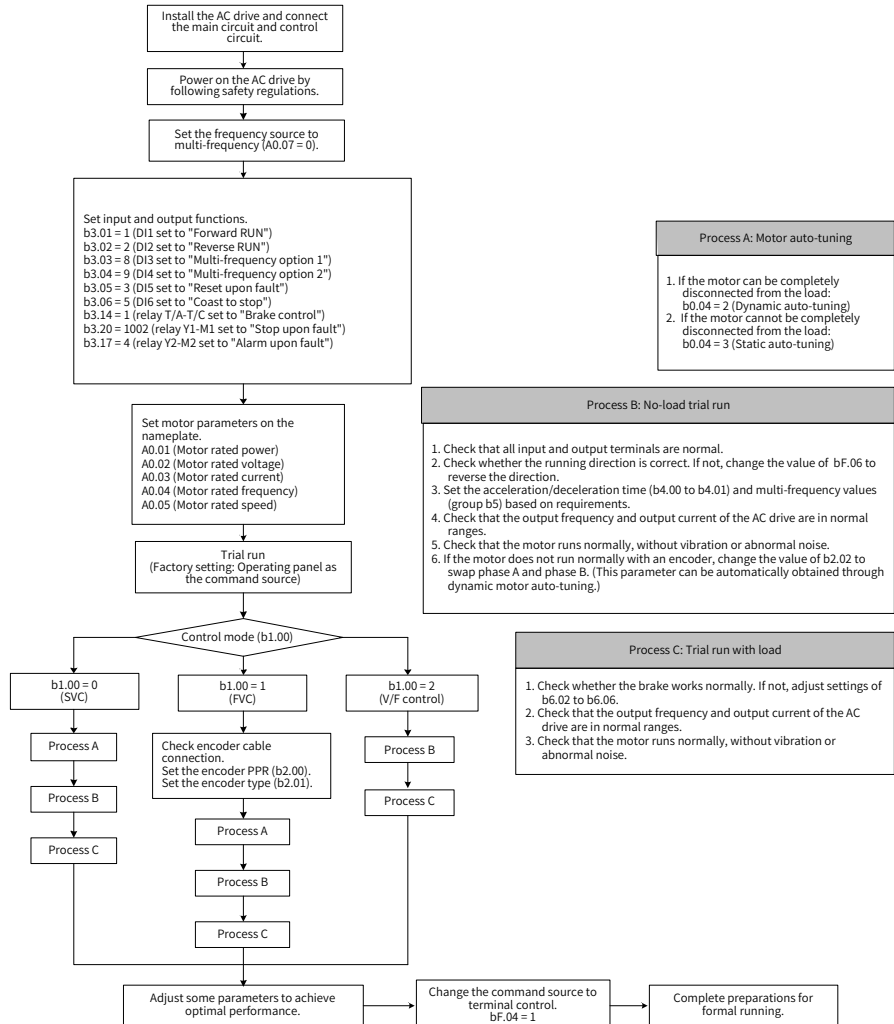 Install the AC drive and connect
the main circuit and control
circuit.
Power on the AC drive by
following safety regulations.
Set the frequency source to
multi-frequency (A0.07 = 0).
Set input and output functions.
b3.01 = 1 (DI1 set to "Forward RUN")
b3.02 = 2 (DI2 set to "Reverse RUN")
b3.03 = 8 (DI3 set to "Multi-frequency option 1")
b3.04 = 9 (DI4 set to "Multi-frequency option 2")
b3.05 = 3 (DI5 set to "Reset upon fault")
b3.06 = 5 (DI6 set to "Coast to stop")
b3.14 = 1 (relay T/A-T/C set to "Brake control")
b3.20 = 1002 (relay Y1-M1 set to "Stop upon fault")
b3.17 = 4 (relay Y2-M2 set to "Alarm upon fault")
Set motor parameters on the
nameplate.
A0.01 (Motor rated power)
A0.02 (Motor rated voltage)
A0.03 (Motor rated current)
A0.04 (Motor rated frequency)
A0.05 (Motor rated speed)
Trial run
(Factory setting: Operating panel as
the command source)
Control mode (b1.00)
b1.00 = 0
(SVC)
Process A
Process B
Process C
b1.00 = 1
(FVC)
Check encoder cable
connection.
Set the encoder PPR (b2.00).
Set the encoder type (b2.01).
Process A
Process B
Process C
b1.00 = 2
(V/F control)
Process B
Process C
Adjust some parameters to achieve
optimal performance.
Change the command source to
terminal control.
bF.04 = 1
Complete preparations for
formal running.
Process A: Motor auto-tuning
1. If the motor can be completely
disconnected from the load:
b0.04 = 2 (Dynamic auto-tuning)
2. If the motor cannot be completely
disconnected from the load:
b0.04 = 3 (Static auto-tuning)
Process B: No-load trial run
1. Check that all input and output terminals are normal.
2. Check whether the running direction is correct. If not, change the value of bF.06 to
reverse the direction.
3. Set the acceleration/deceleration time (b4.00 to b4.01) and multi-frequency values
(group b5) based on requirements.
4. Check that the output frequency and output current of the AC drive are in normal
ranges.
5. Check that the motor runs normally, without vibration or abnormal noise.
6. If the motor does not run normally with an encoder, change the value of b2.02 to
swap phase A and phase B. (This parameter can be automatically obtained through
dynamic motor auto-tuning.)
Process C: Trial run with load
1. Check whether the brake works normally. If not, adjust settings of
b6.02 to b6.06.
2. Check that the output frequency and output current of the AC
drive are in normal ranges.
3. Check that the motor runs normally, without vibration or
abnormal noise.